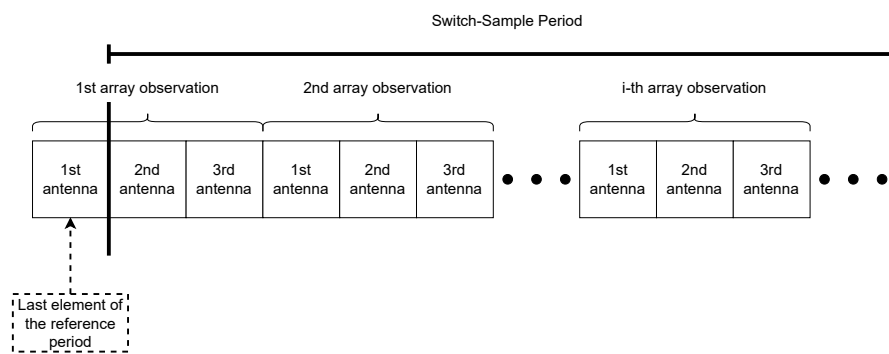 Switch-Sample Period
1st array observation
2nd array observation
i-th array observation
1st
antenna
2nd
antenna
3rd
antenna
1st
antenna
2nd
antenna
3rd
antenna
1st
antenna
2nd
antenna
3rd
antenna
Last element of
the reference
period